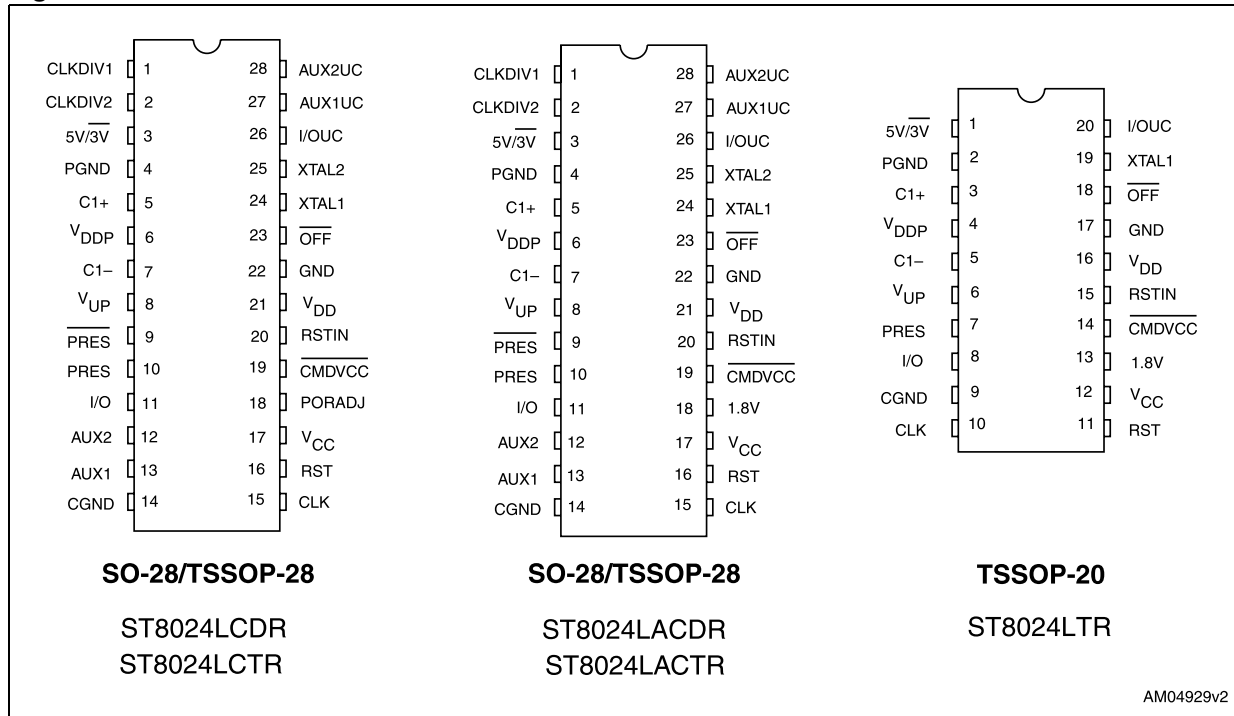 CLKDIV1 1 28 AUX2UC
CLKDIV2 2 27 AUX1UC
5V/3V̅ 3 26 I/OUC
PGND 4 25 XTAL2
C1+ 5 24 XTAL1
VDDP 6 23 O̅F̅F̅
C1– 7 22 GND
VUP 8 21 VDD
P̅R̅E̅S̅ 9 20 RSTIN
PRES 10 19 C̅M̅D̅V̅C̅C̅
I/O 11 18 PORADJ
AUX2 12 17 VCC
AUX1 13 16 RST
CGND 14 15 CLK
SO-28/TSSOP-28
ST8024LCDR
ST8024LCTR
CLKDIV1 1 28 AUX2UC
CLKDIV2 2 27 AUX1UC
5V/3V̅ 3 26 I/OUC
PGND 4 25 XTAL2
C1+ 5 24 XTAL1
VDDP 6 23 O̅F̅F̅
C1– 7 22 GND
VUP 8 21 VDD
P̅R̅E̅S̅ 9 20 RSTIN
PRES 10 19 C̅M̅D̅V̅C̅C̅
I/O 11 18 1.8V
AUX2 12 17 VCC
AUX1 13 16 RST
CGND 14 15 CLK
SO-28/TSSOP-28
ST8024LACDR
ST8024LACTR
5V/3V̅ 1 20 I/OUC
PGND 2 19 XTAL1
C1+ 3 18 O̅F̅F̅
VDDP 4 17 GND
C1– 5 16 VDD
VUP 6 15 RSTIN
PRES 7 14 C̅M̅D̅V̅C̅C̅
I/O 8 13 1.8V
CGND 9 12 VCC
CLK 10 11 RST
TSSOP-20
ST8024LTR
AM04929v2